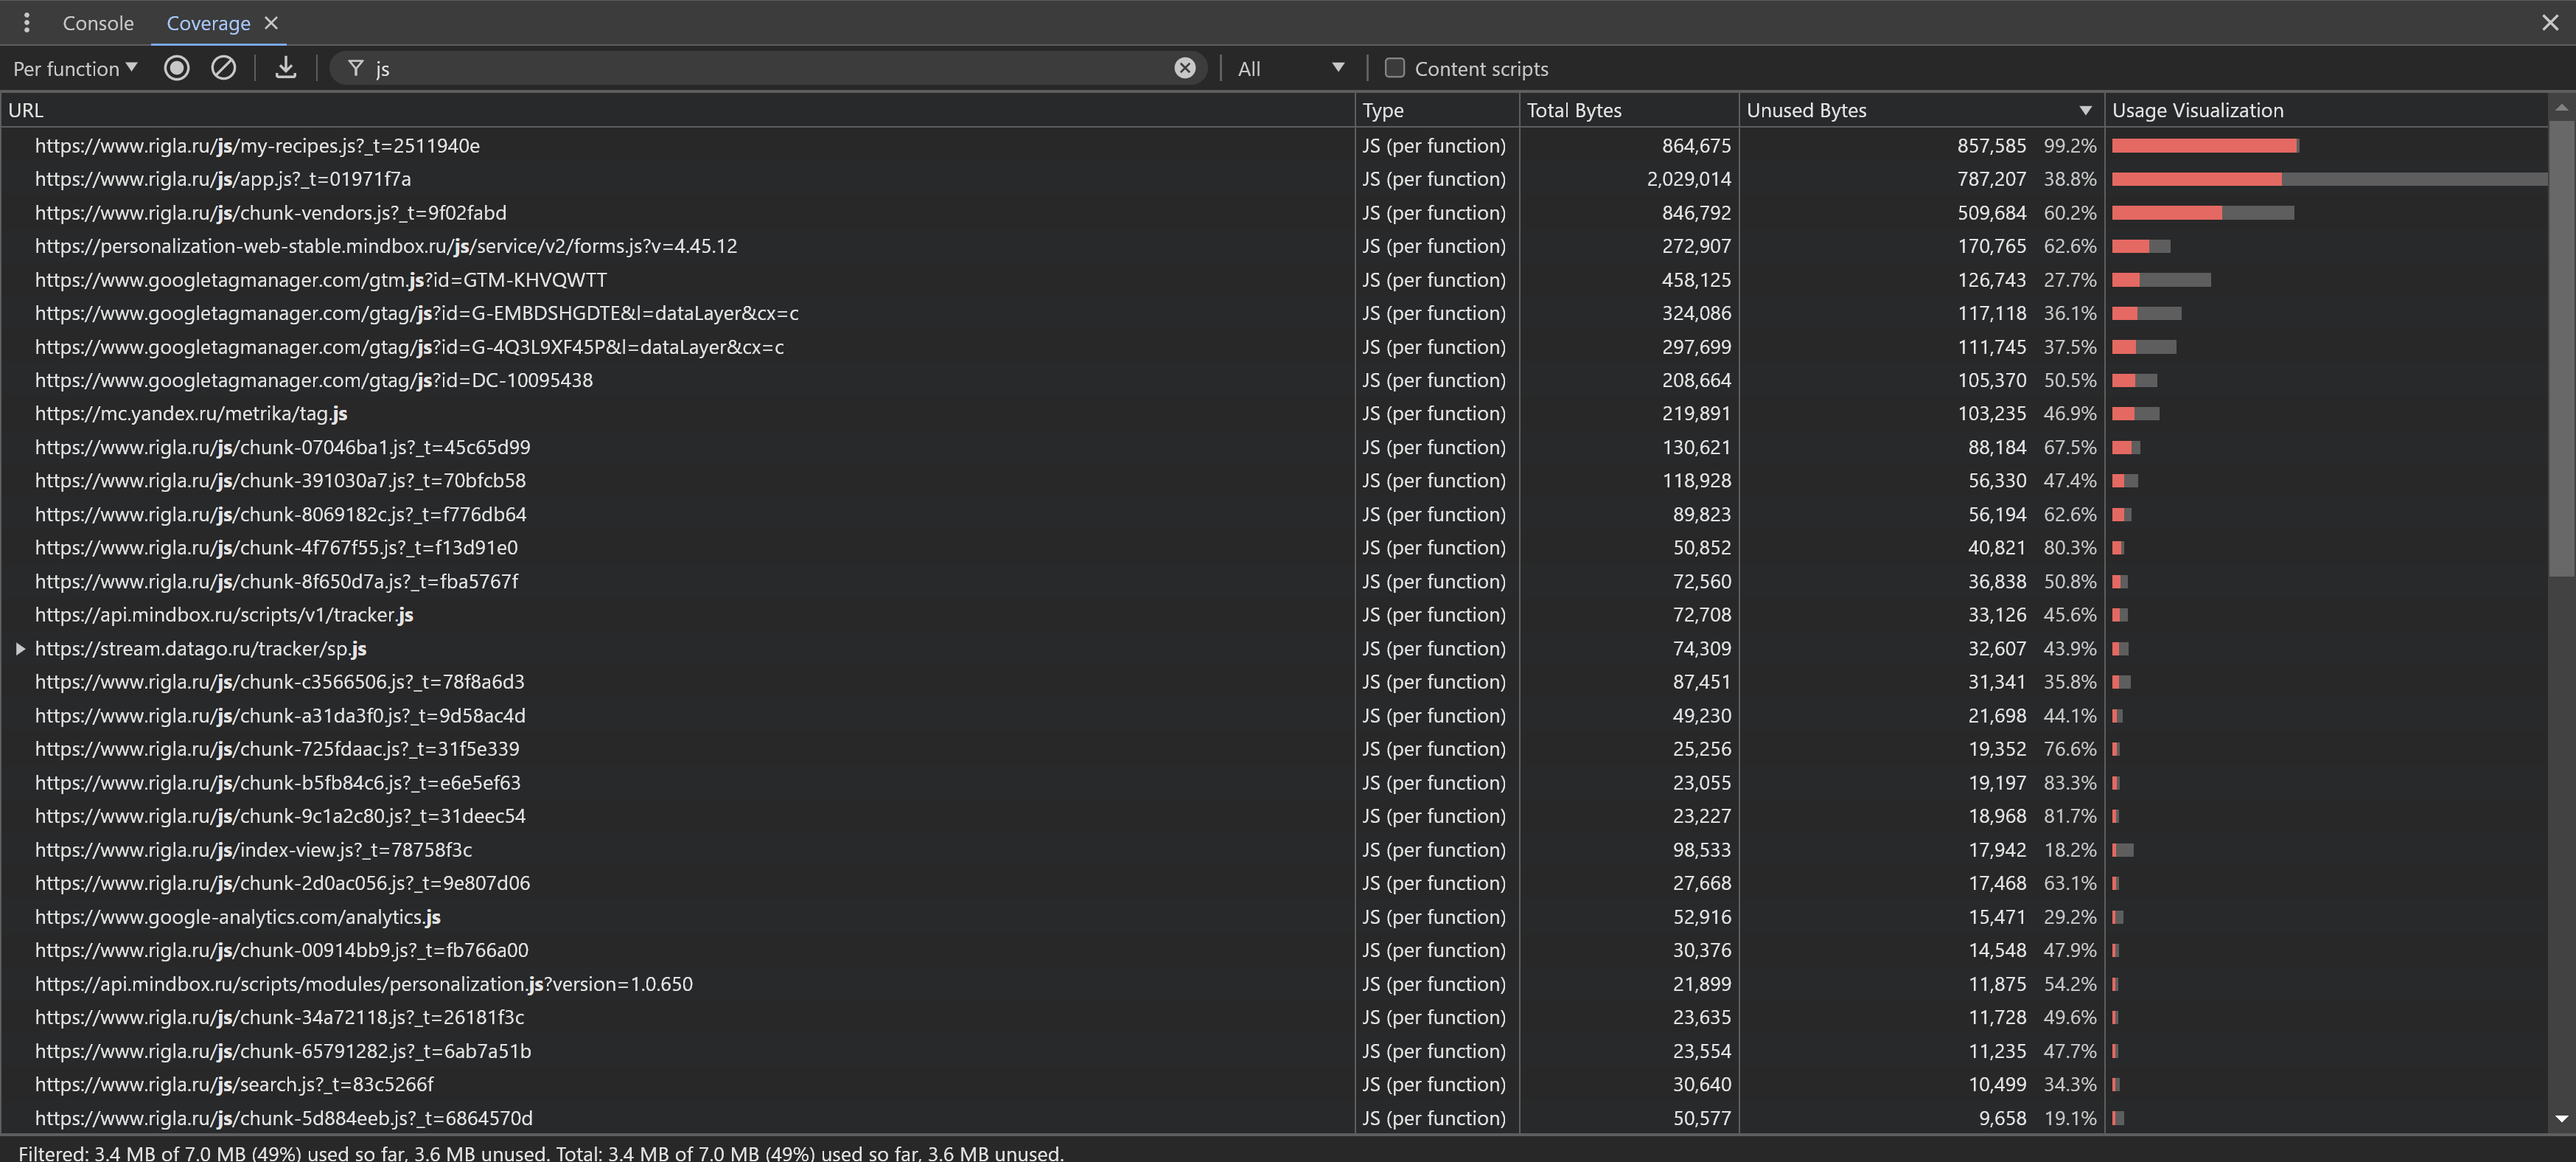 Console Coverage
Per function js All Content scripts
URL Type Total Bytes Unused Bytes Usage Visualization
https://www.rigla.ru/js/my-recipes.js?_t=2511940e JS (per function) 864,675 857,585 99.2%
https://www.rigla.ru/js/app.js?_t=01971f7a JS (per function) 2,029,014 787,207 38.8%
https://www.rigla.ru/js/chunk-vendors.js?_t=9f02fabd JS (per function) 846,792 509,684 60.2%
https://personalization-web-stable.mindbox.ru/js/service/v2/forms.js?v=4.45.12 JS (per function) 272,907 170,765 62.6%
https://www.googletagmanager.com/gtm.js?id=GTM-KHVQWTT JS (per function) 458,125 126,743 27.7%
https://www.googletagmanager.com/gtag/js?id=G-EMBDSHGDTE&l=dataLayer&cx=c JS (per function) 324,086 117,118 36.1%
https://www.googletagmanager.com/gtag/js?id=G-4Q3L9XF45P&l=dataLayer&cx=c JS (per function) 297,699 111,745 37.5%
https://www.googletagmanager.com/gtag/js?id=DC-10095438 JS (per function) 208,664 105,370 50.5%
https://mc.yandex.ru/metrika/tag.js JS (per function) 219,891 103,235 46.9%
https://www.rigla.ru/js/chunk-07046ba1.js?_t=45c65d99 JS (per function) 130,621 88,184 67.5%
https://www.rigla.ru/js/chunk-391030a7.js?_t=70bfcb58 JS (per function) 118,928 56,330 47.4%
https://www.rigla.ru/js/chunk-8069182c.js?_t=f776db64 JS (per function) 89,823 56,194 62.6%
https://www.rigla.ru/js/chunk-4f767f55.js?_t=f13d91e0 JS (per function) 50,852 40,821 80.3%
https://www.rigla.ru/js/chunk-8f650d7a.js?_t=fba5767f JS (per function) 72,560 36,838 50.8%
https://api.mindbox.ru/scripts/v1/tracker.js JS (per function) 72,708 33,126 45.6%
https://stream.datago.ru/tracker/sp.js JS (per function) 74,309 32,607 43.9%
https://www.rigla.ru/js/chunk-c3566506.js?_t=78f8a6d3 JS (per function) 87,451 31,341 35.8%
https://www.rigla.ru/js/chunk-a31da3f0.js?_t=9d58ac4d JS (per function) 49,230 21,698 44.1%
https://www.rigla.ru/js/chunk-725fdaac.js?_t=31f5e339 JS (per function) 25,256 19,352 76.6%
https://www.rigla.ru/js/chunk-b5fb84c6.js?_t=e6e5ef63 JS (per function) 23,055 19,197 83.3%
https://www.rigla.ru/js/chunk-9c1a2c80.js?_t=31deec54 JS (per function) 23,227 18,968 81.7%
https://www.rigla.ru/js/index-view.js?_t=78758f3c JS (per function) 98,533 17,942 18.2%
https://www.rigla.ru/js/chunk-2d0ac056.js?_t=9e807d06 JS (per function) 27,668 17,468 63.1%
https://www.google-analytics.com/analytics.js JS (per function) 52,916 15,471 29.2%
https://www.rigla.ru/js/chunk-00914bb9.js?_t=fb766a00 JS (per function) 30,376 14,548 47.9%
https://api.mindbox.ru/scripts/modules/personalization.js?version=1.0.650 JS (per function) 21,899 11,875 54.2%
https://www.rigla.ru/js/chunk-34a72118.js?_t=26181f3c JS (per function) 23,635 11,728 49.6%
https://www.rigla.ru/js/chunk-65791282.js?_t=6ab7a51b JS (per function) 23,554 11,235 47.7%
https://www.rigla.ru/js/search.js?_t=83c5266f JS (per function) 30,640 10,499 34.3%
https://www.rigla.ru/js/chunk-5d884eeb.js?_t=6864570d JS (per function) 50,577 9,658 19.1%
Filtered: 3.4 MB of 7.0 MB (49%) used so far, 3.6 MB unused. Total: 3.4 MB of 7.0 MB (49%) used so far, 3.6 MB unused.